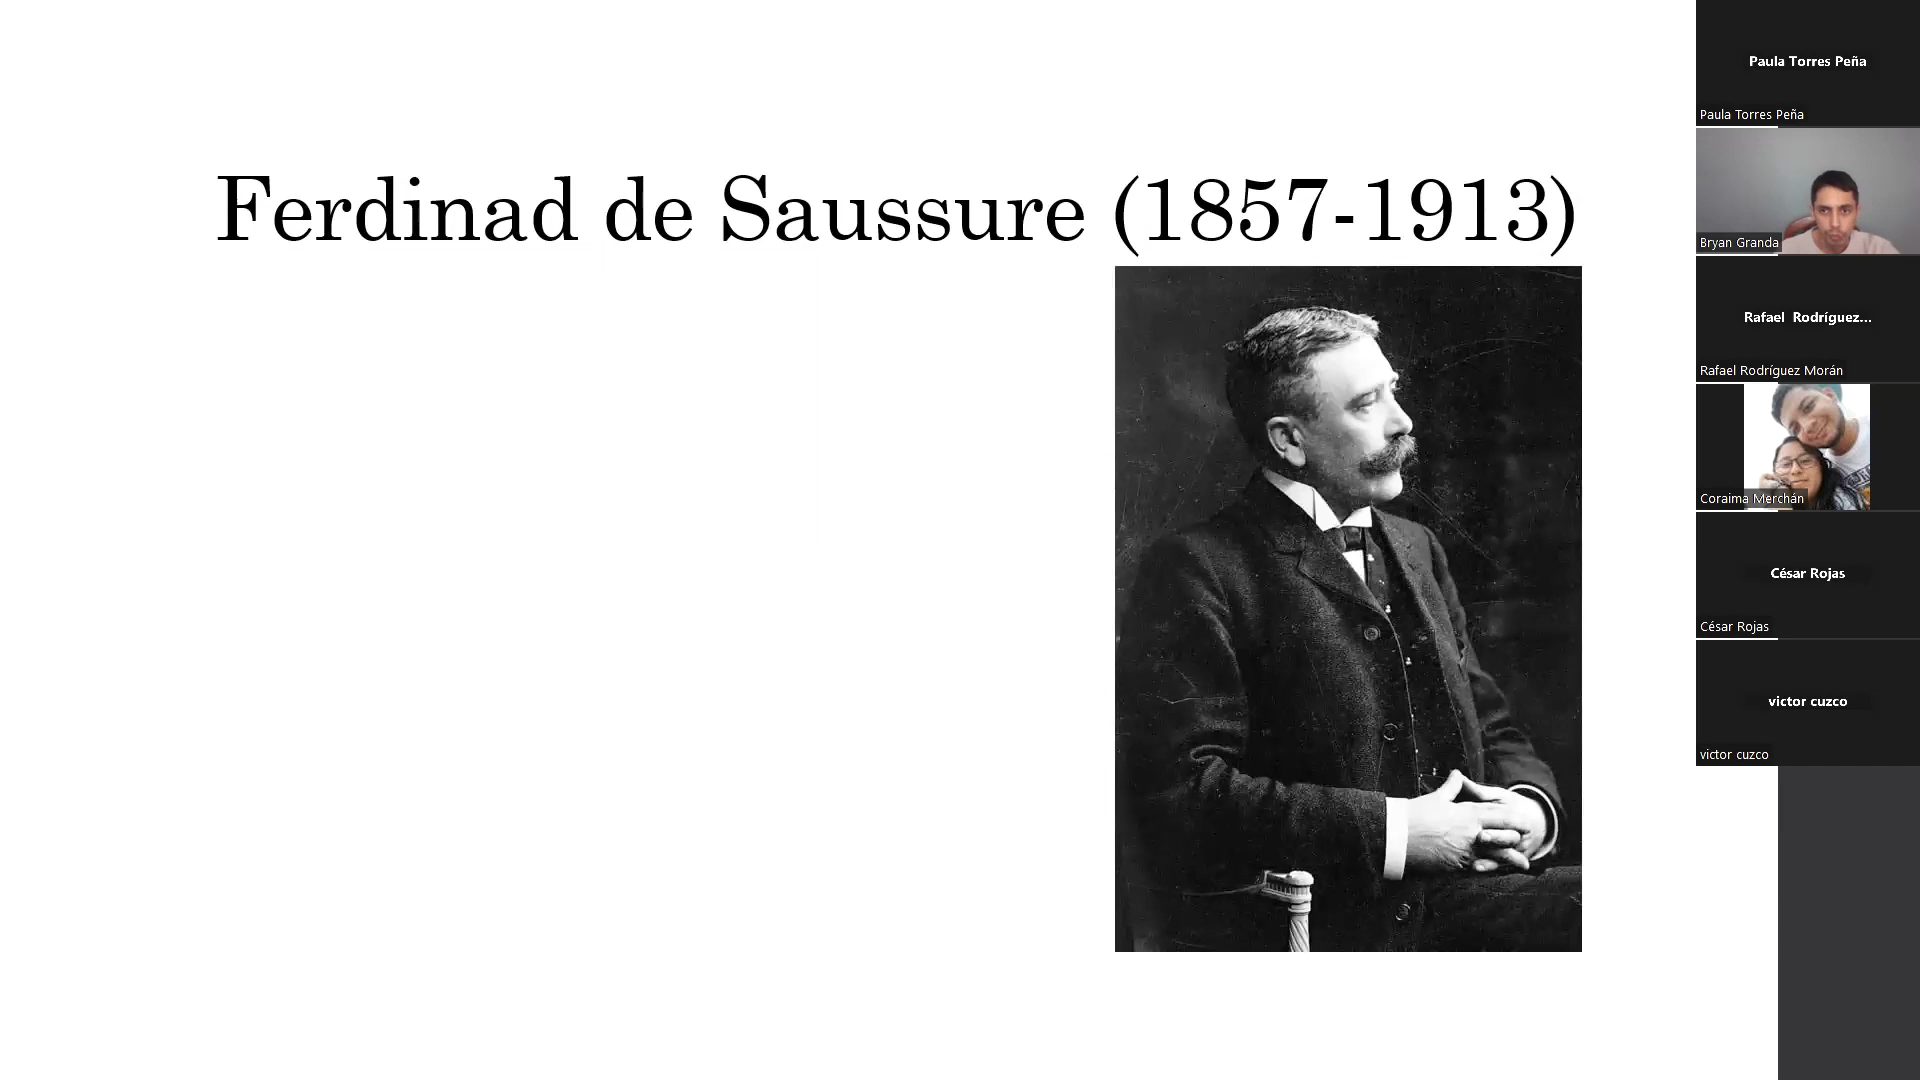 Ferdinad de Saussure (1857-1913)
Paula Torres Peña
Paula Torres Peña
Bryan Granda
Rafael Rodríguez...
Rafael Rodríguez Morán
Coraima Merchán
César Rojas
César Rojas
victor cuzco
victor cuzco